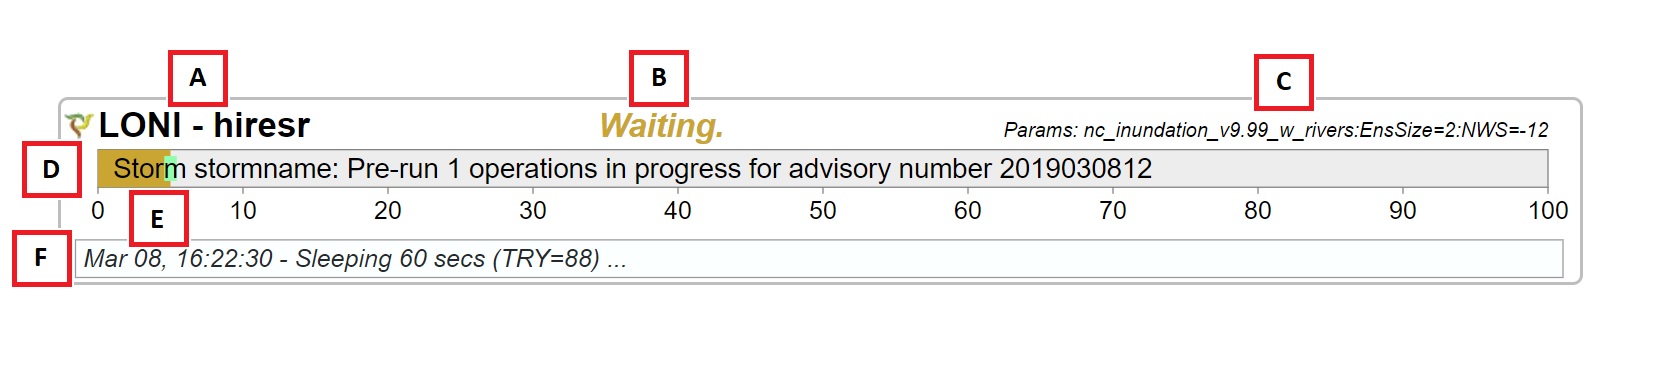 A B C
LONI - hiresr Waiting. Params: nc_inundation_v9.99_w_rivers:EnsSize=2:NWS=-12
D Storm stormname: Pre-run 1 operations in progress for advisory number 2019030812
0 10 20 30 40 50 60 70 80 90 100
E
F Mar 08, 16:22:30 - Sleeping 60 secs (TRY=88) ...